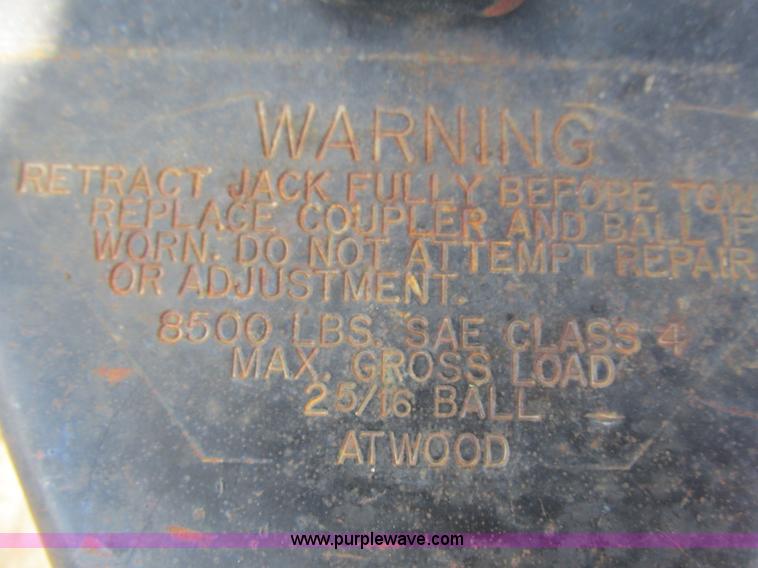 WARNING
RETRACT JACK FULLY BEFORE TOW
REPLACE COUPLER AND BALL IF
WORN. DO NOT ATTEMPT REPAIR
OR ADJUSTMENT.
8500 LBS. SAE CLASS 4
MAX. GROSS LOAD
2 5/16 BALL
ATWOOD
www.purplewave.com